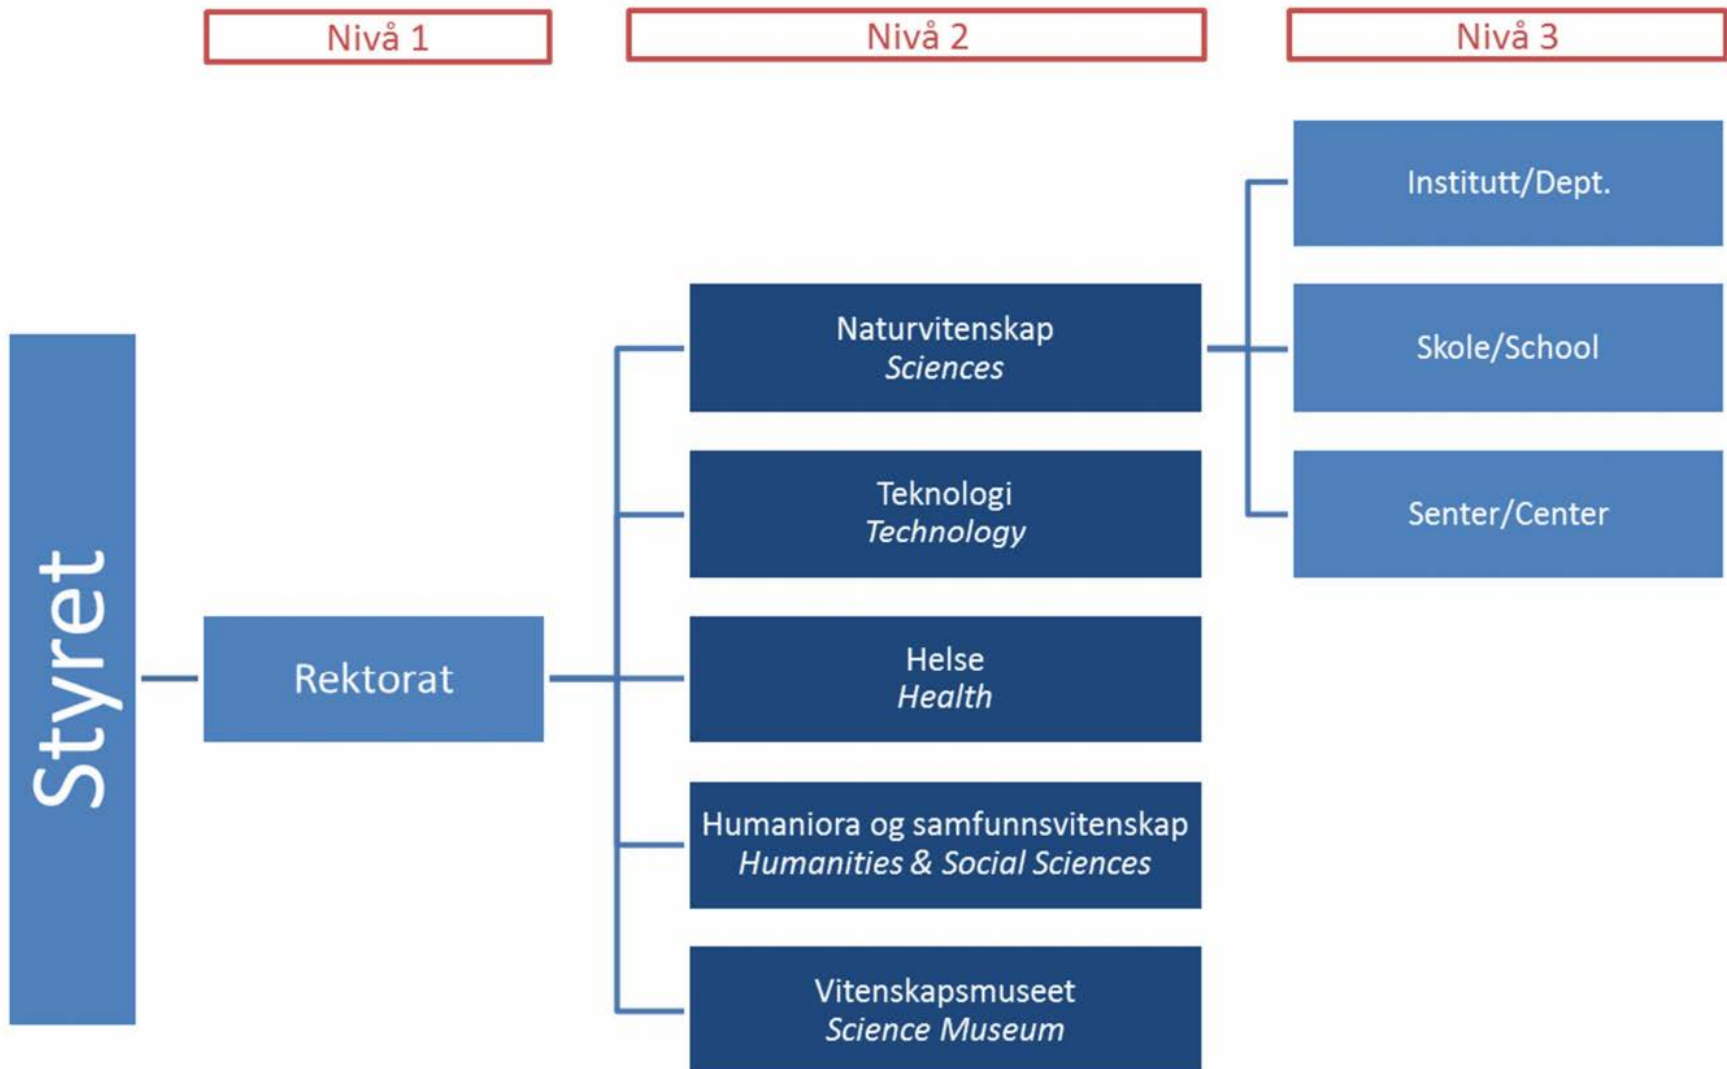 Nivå 1
Nivå 2
Nivå 3
Styret
Rektorat
Naturvitenskap
Sciences
Teknologi
Technology
Helse
Health
Humaniora og samfunnsvitenskap
Humanities & Social Sciences
Vitenskapsmuseet
Science Museum
Institutt/Dept.
Skole/School
Senter/Center